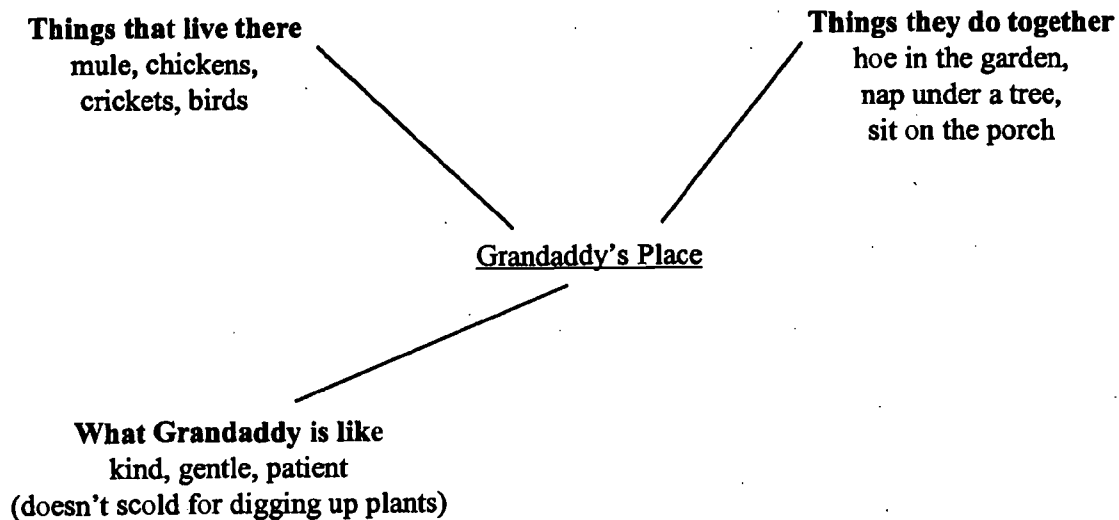 Things that live there
mule, chickens,
crickets, birds
Things they do together
hoe in the garden,
nap under a tree,
sit on the porch
Grandaddy's Place
What Grandaddy is like
kind, gentle, patient
(doesn't scold for digging up plants)